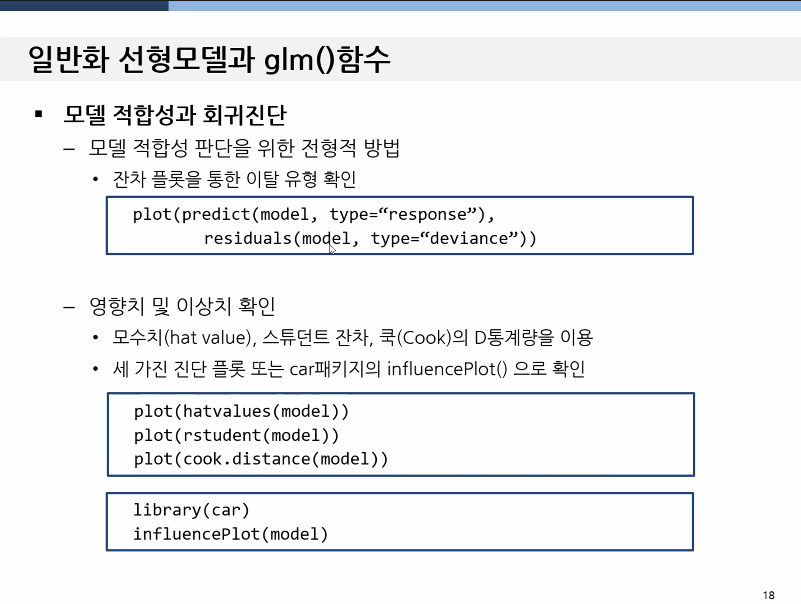 일반화 선형모델과 glm()함수
▪ 모델 적합성과 회귀진단
– 모델 적합성 판단을 위한 전형적 방법
• 잔차 플롯을 통한 이탈 유형 확인
plot(predict(model, type=“response”),
residuals(model, type=“deviance”))
– 영향치 및 이상치 확인
• 모수치(hat value), 스튜던트 잔차, 쿡(Cook)의 D통계량을 이용
• 세 가진 진단 플롯 또는 car패키지의 influencePlot() 으로 확인
plot(hatvalues(model))
plot(rstudent(model))
plot(cook.distance(model))
library(car)
influencePlot(model)
18